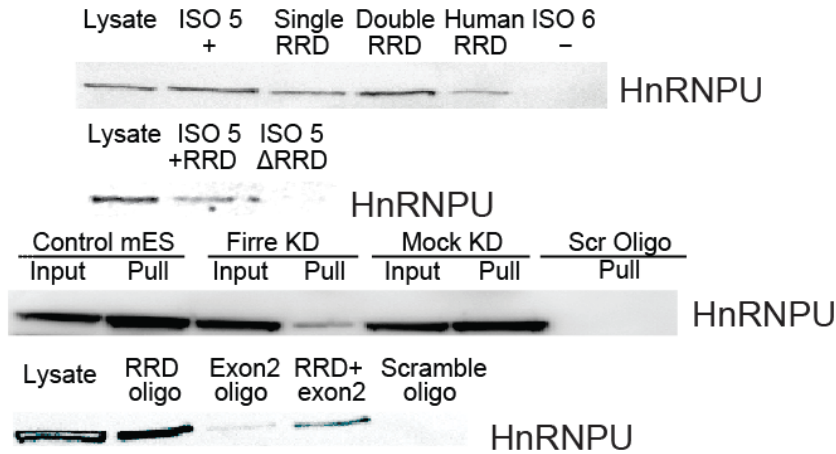 Lysate ISO 5 Single Double Human ISO 6
+ RRD RRD RRD –
HnRNPU
Lysate ISO 5 ISO 5
+RRD ΔRRD
HnRNPU
Control mES Firre KD Mock KD Scr Oligo
Input Pull Input Pull Input Pull Pull
HnRNPU
Lysate RRD Exon2 RRD+ Scramble
oligo oligo exon2 oligo
HnRNPU